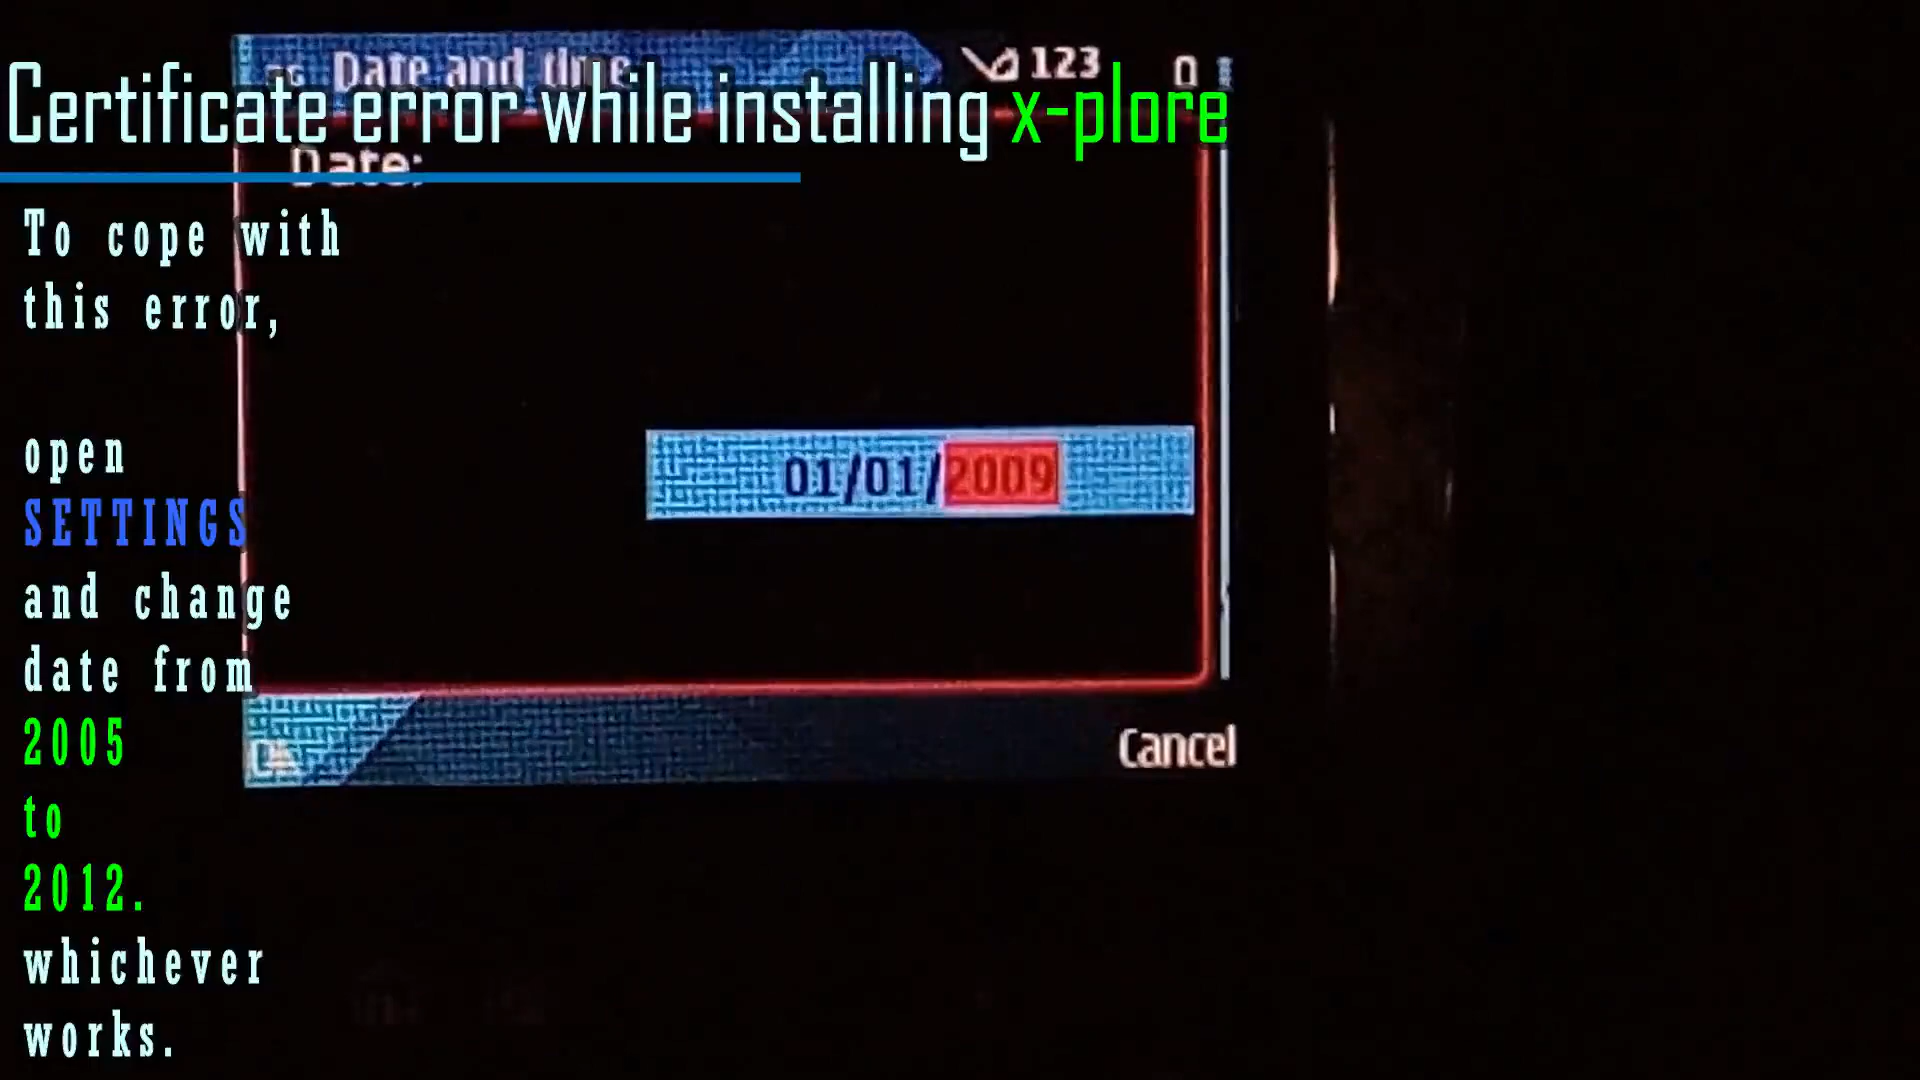 Date and time
123
Certificate error while installing x-plore
Date:
To cope with
this error,
open
SETTINGS
and change
date from
2005
to
2012.
whichever
works.
01/01/2009
Cancel